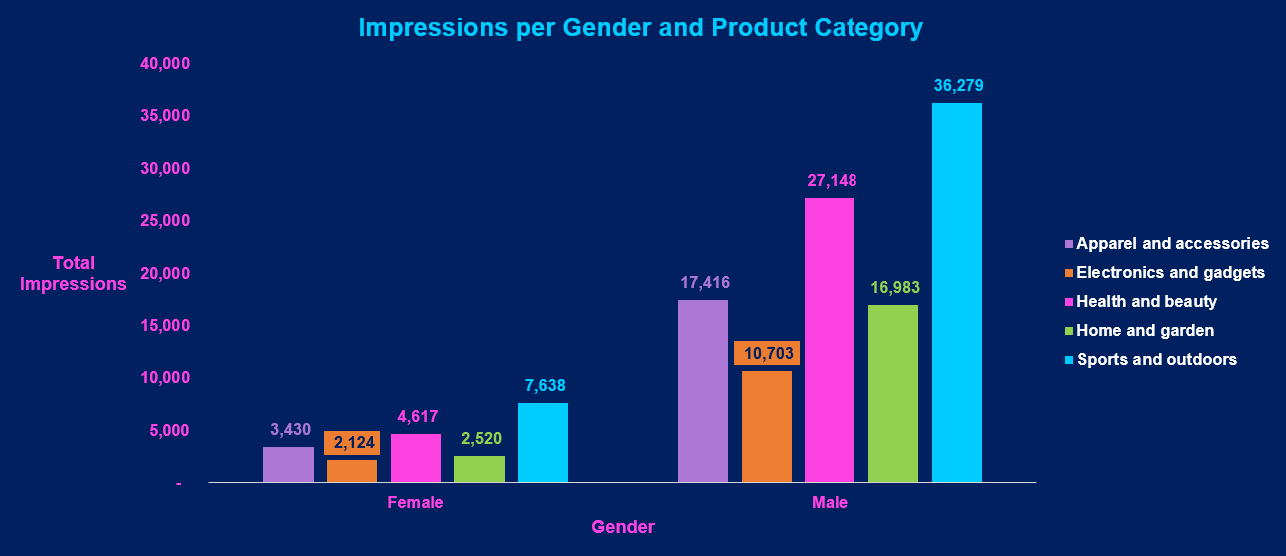 Impressions per Gender and Product Category
40,000
35,000
30,000
25,000
20,000
15,000
10,000
5,000
-
Total
Impressions
3,430
2,124
4,617
2,520
7,638
17,416
10,703
27,148
16,983
36,279
Female
Male
Gender
Apparel and accessories
Electronics and gadgets
Health and beauty
Home and garden
Sports and outdoors